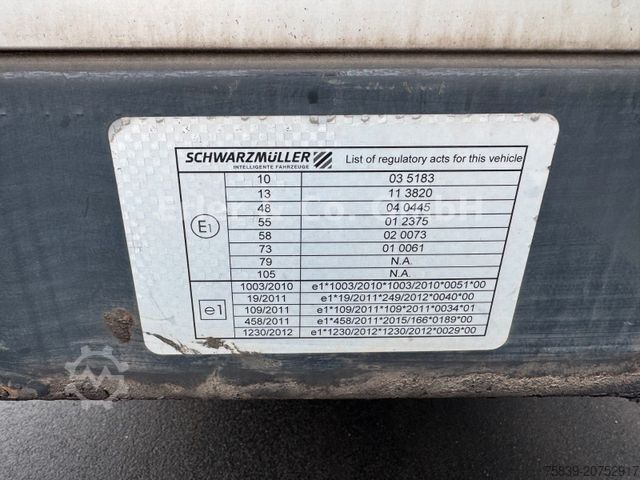 SCHWARZMÜLLER List of regulatory acts for this vehicle
INTELLIGENTE FAHRZEUGE
10 03 5183
13 11 3820
48 04 0445
E1 55 01 2375
58 02 0073
73 01 0061
79 N.A.
105 N.A.
1003/2010 e1*1003/2010*1003/2010*0051*00
19/2011 e1*19/2011*249/2012*0040*00
e1 109/2011 e1*109/2011*109*2011*0034*01
458/2011 e1*458/2011*2015/166*0189*00
1230/2012 e1*1230/2012*1230/2012*0029*00
& Co. GmbH
75939-20752917